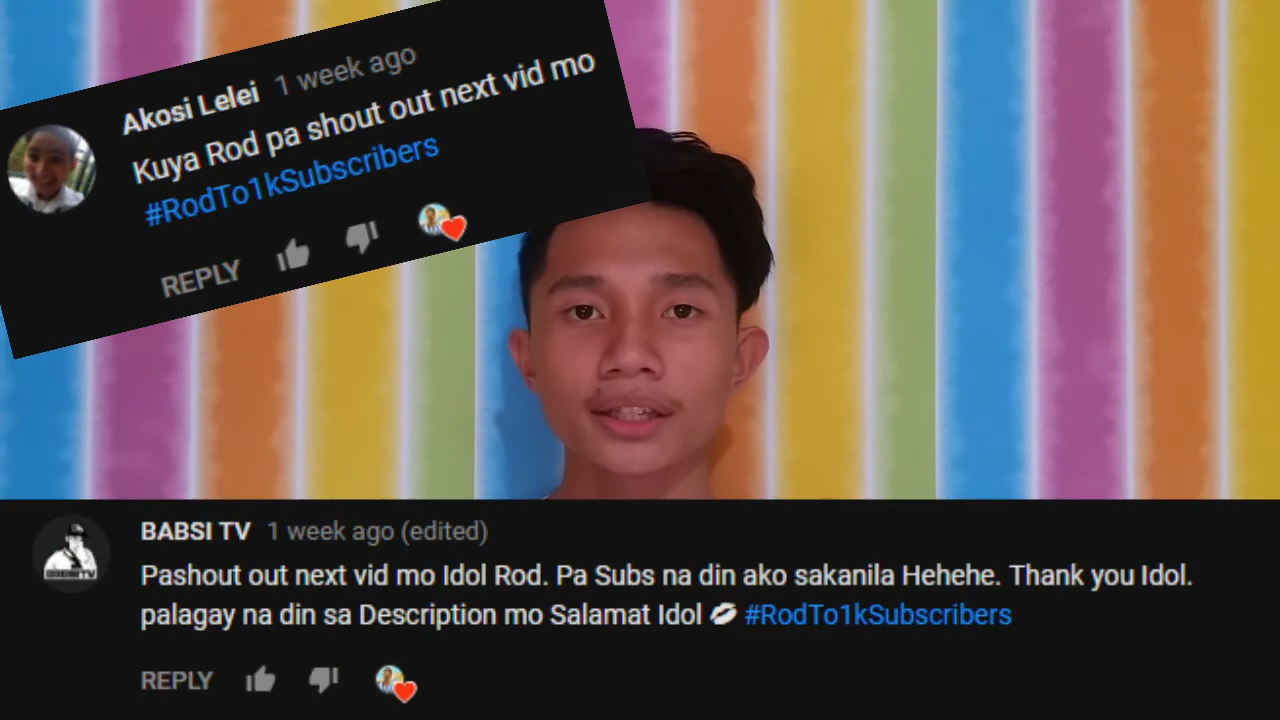 Akosi Lelei 1 week ago
Kuya Rod pa shout out next vid mo
#RodTo1kSubscribers
REPLY
BABSI TV 1 week ago (edited)
Pashout out next vid mo Idol Rod. Pa Subs na din ako sakanila Hehehe. Thank you Idol.
palagay na din sa Description mo Salamat Idol 💋 #RodTo1kSubscribers
REPLY